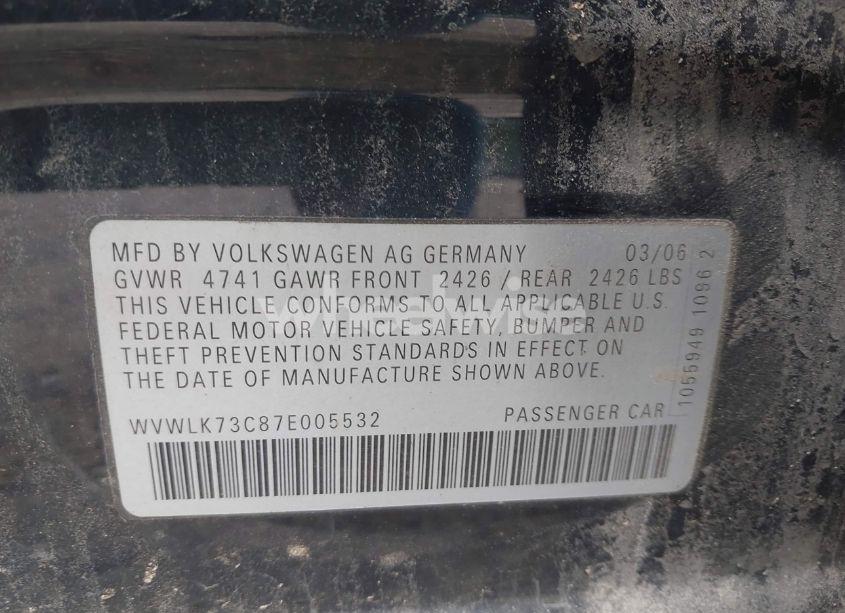 MFD BY VOLKSWAGEN AG GERMANY 03/06
GVWR 4741 GAWR FRONT 2426 / REAR 2426 LBS
THIS VEHICLE CONFORMS TO ALL APPLICABLE U.S.
FEDERAL MOTOR VEHICLE SAFETY, BUMPER AND
THEFT PREVENTION STANDARDS IN EFFECT ON
THE DATE OF MANUFACTURE SHOWN ABOVE.
WVWLK73C87E005532 PASSENGER CAR
1055949 1096 2
wheelwise